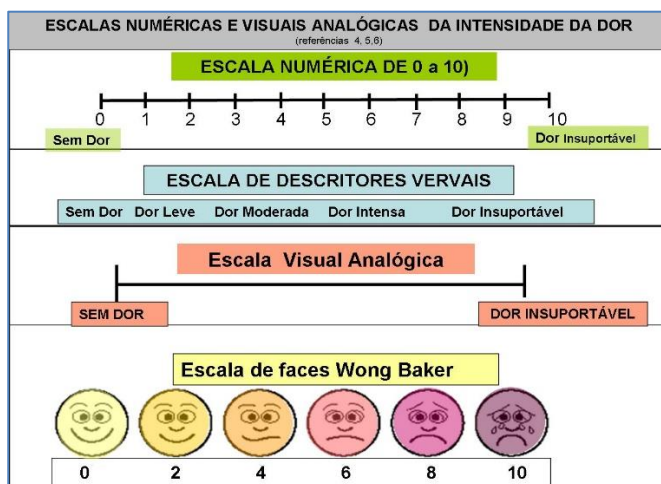 ESCALAS NUMÉRICAS E VISUAIS ANALÓGICAS DA INTENSIDADE DA DOR
(referências 4, 5,6)
ESCALA NUMÉRICA DE 0 a 10)
0 1 2 3 4 5 6 7 8 9 10
Sem Dor Dor Insuportável
ESCALA DE DESCRITORES VERVAIS
Sem Dor Dor Leve Dor Moderada Dor Intensa Dor Insuportável
Escala Visual Analógica
SEM DOR DOR INSUPORTÁVEL
Escala de faces Wong Baker
0 2 4 6 8 10